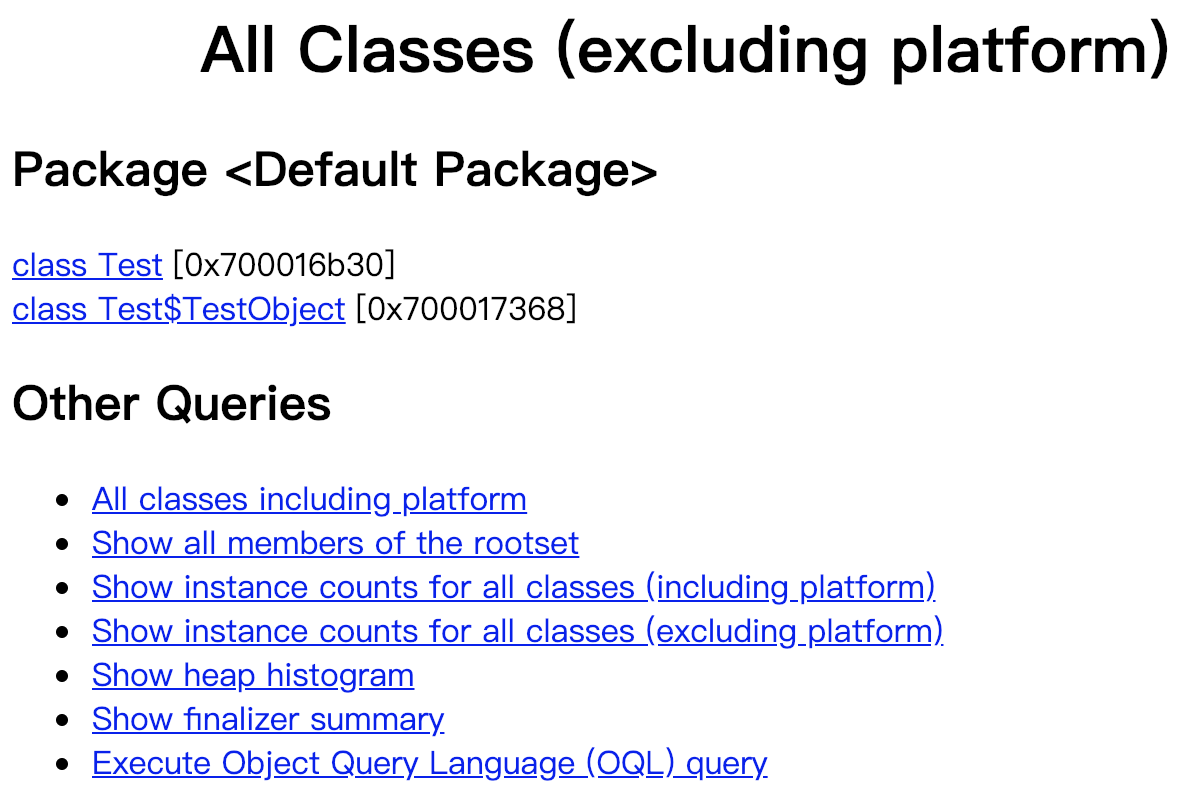 All Classes (excluding platform)
Package <Default Package>
class Test [0x700016b30]
class Test$TestObject [0x700017368]
Other Queries
• All classes including platform
• Show all members of the rootset
• Show instance counts for all classes (including platform)
• Show instance counts for all classes (excluding platform)
• Show heap histogram
• Show finalizer summary
• Execute Object Query Language (OQL) query